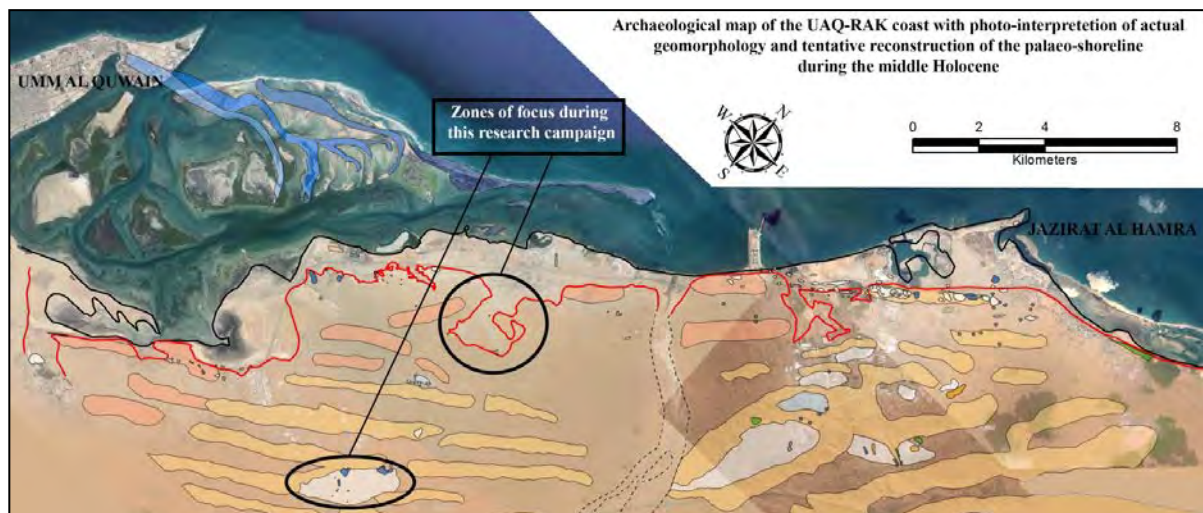 Archaeological map of the UAQ-RAK coast with photo-interpretetion of actual
geomorphology and tentative reconstruction of the palaeo-shoreline
during the middle Holocene
UMM AL QUWAIN
Zones of focus during
this research campaign
W N
S E
0 2 4 8
Kilometers
JAZIRAT AL HAMRA